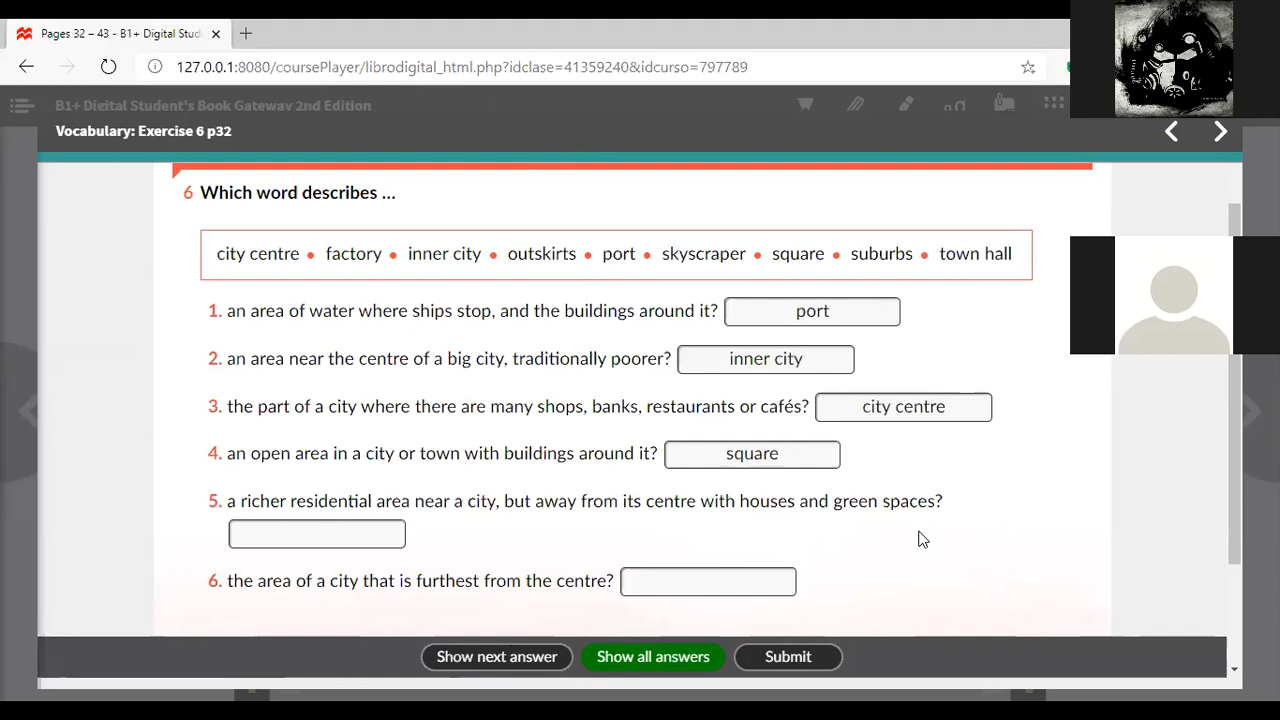 Pages 32 – 43 - B1+ Digital Stud
127.0.0.1:8080/coursePlayer/librodigital_html.php?idclase=41359240&idcurso=797789
B1+ Digital Student's Book Gateway 2nd Edition
Vocabulary: Exercise 6 p32
6 Which word describes ...
city centre • factory • inner city • outskirts • port • skyscraper • square • suburbs • town hall
1. an area of water where ships stop, and the buildings around it? port
2. an area near the centre of a big city, traditionally poorer? inner city
3. the part of a city where there are many shops, banks, restaurants or cafés? city centre
4. an open area in a city or town with buildings around it? square
5. a richer residential area near a city, but away from its centre with houses and green spaces?
6. the area of a city that is furthest from the centre?
Show next answer Show all answers Submit